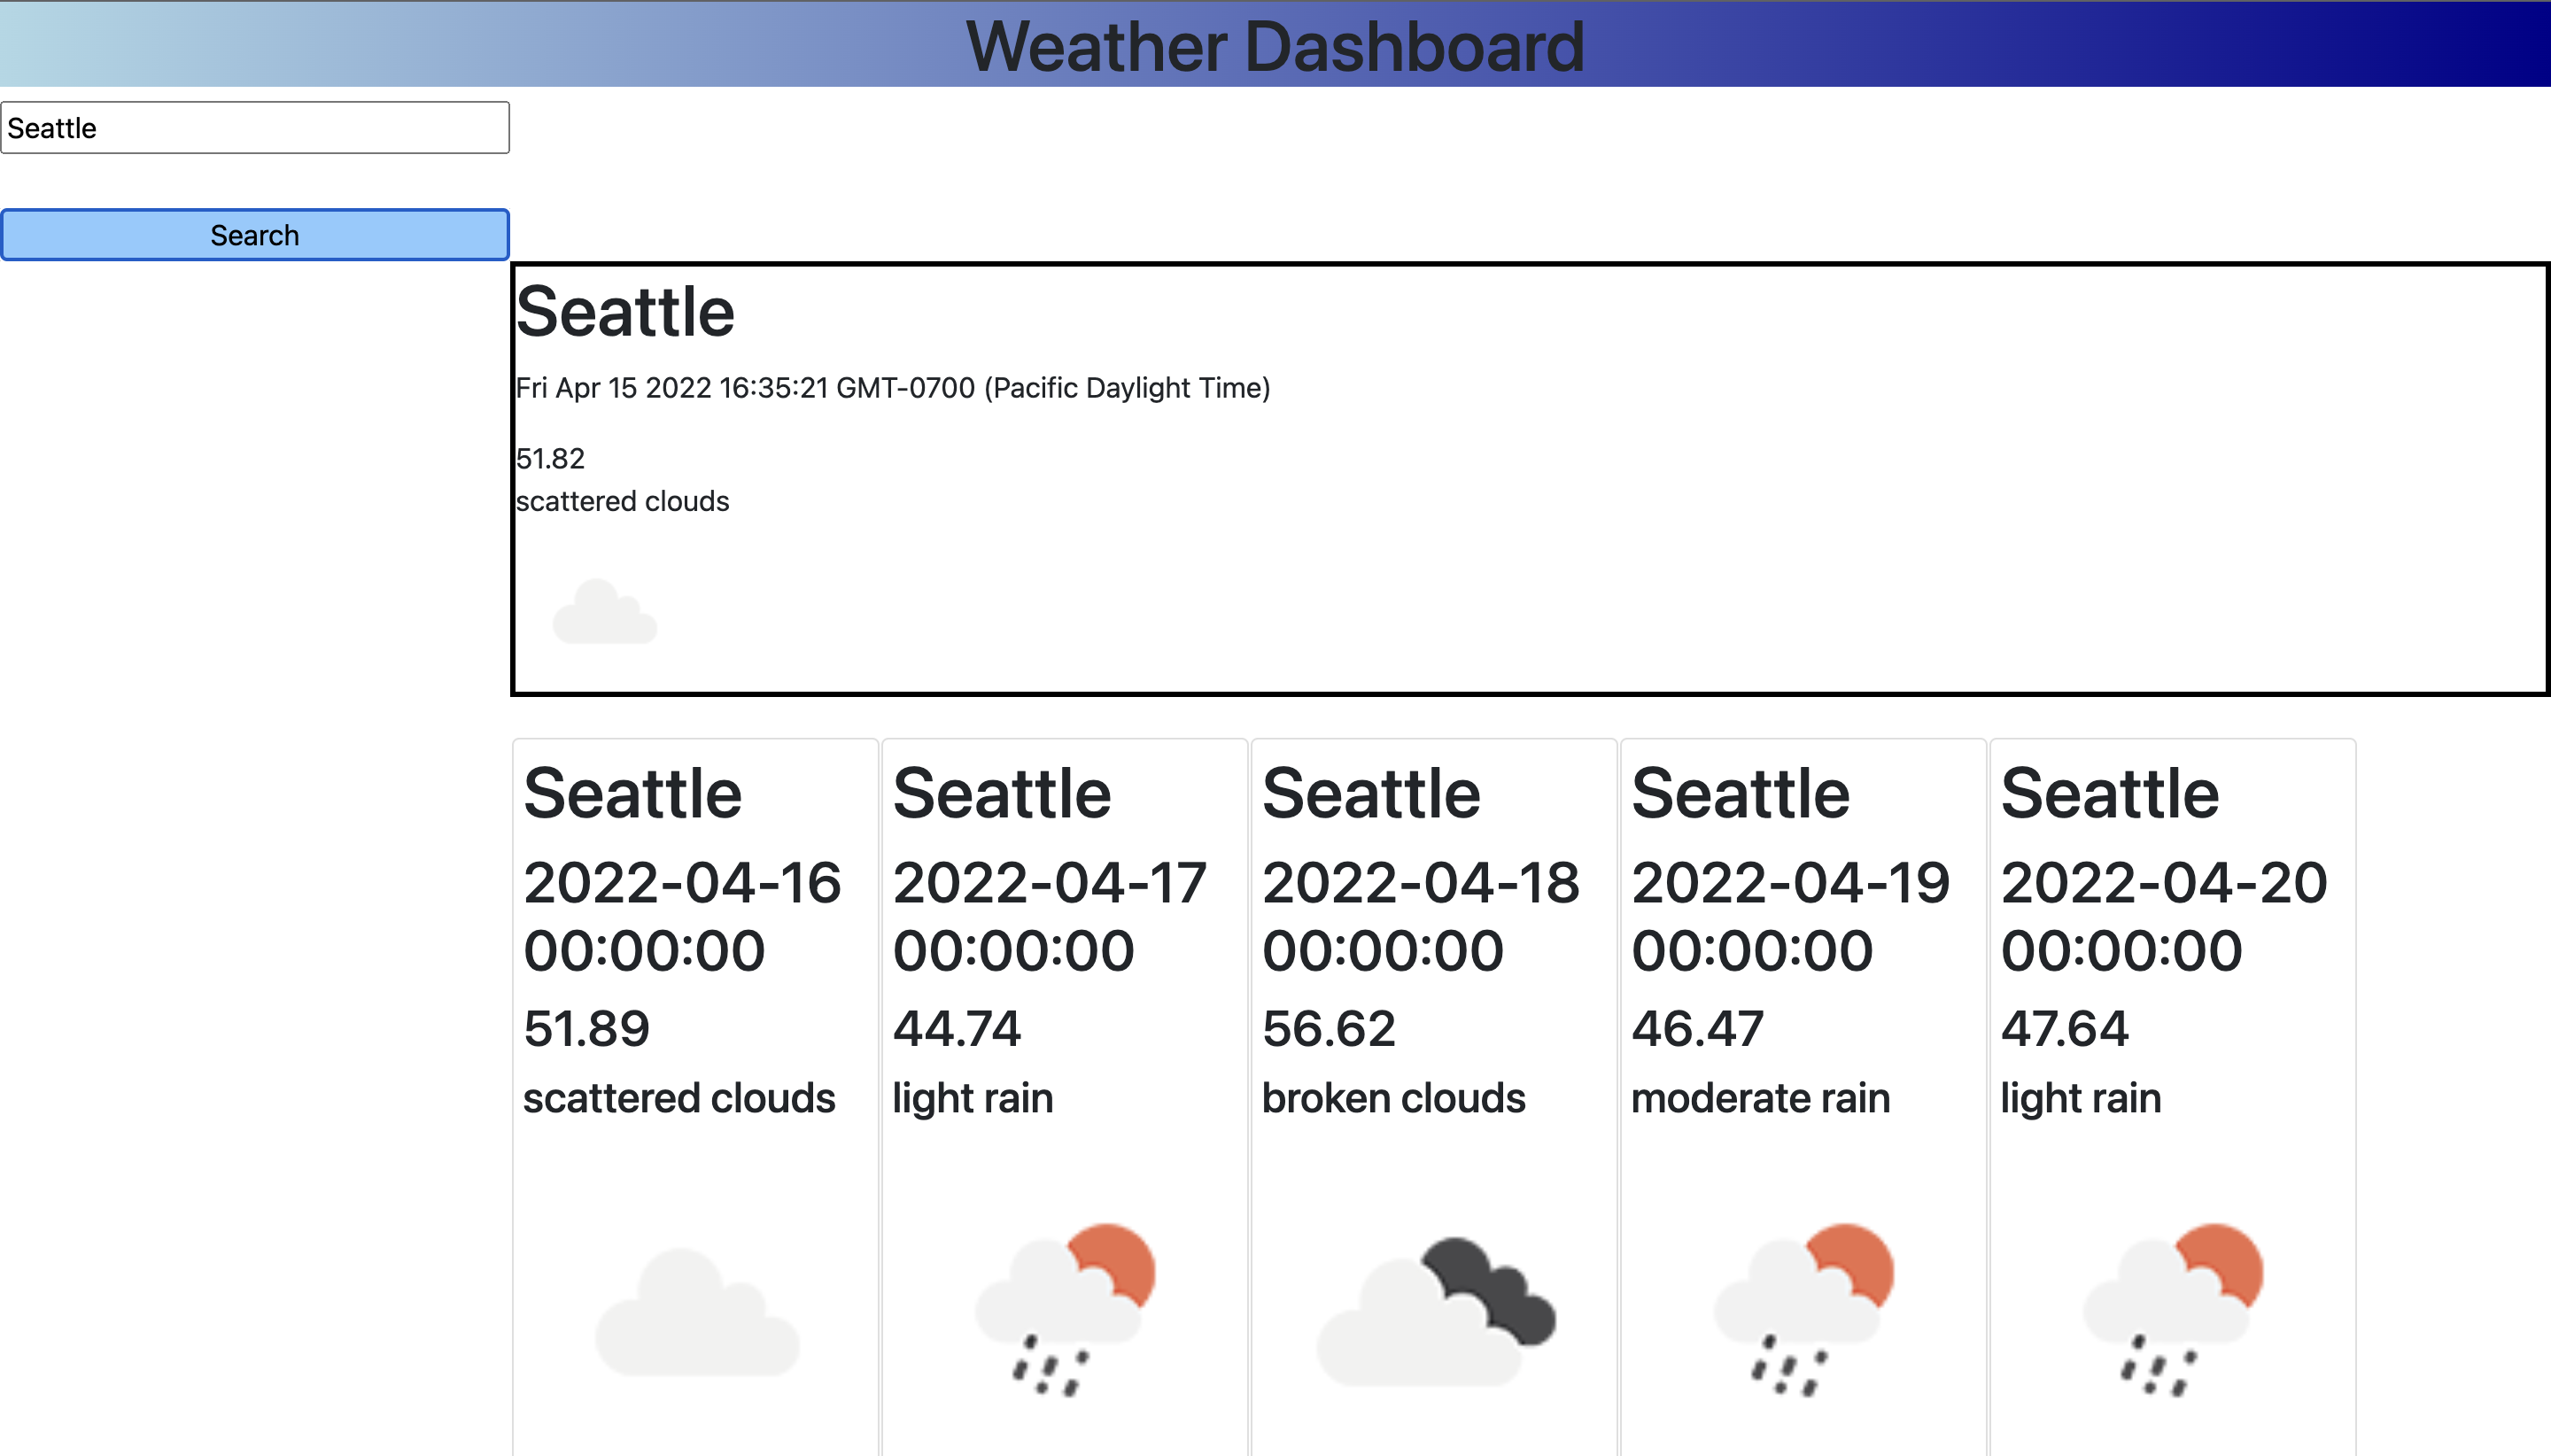 Weather Dashboard
Seattle
Search
Seattle
Fri Apr 15 2022 16:35:21 GMT-0700 (Pacific Daylight Time)
51.82
scattered clouds
Seattle
2022-04-16
00:00:00
51.89
scattered clouds
Seattle
2022-04-17
00:00:00
44.74
light rain
Seattle
2022-04-18
00:00:00
56.62
broken clouds
Seattle
2022-04-19
00:00:00
46.47
moderate rain
Seattle
2022-04-20
00:00:00
47.64
light rain